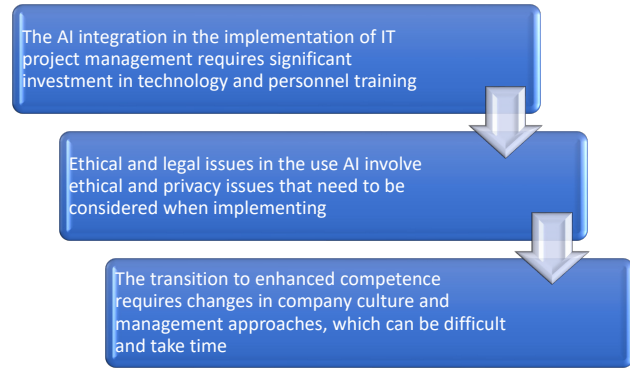 The AI integration in the implementation of IT
project management requires significant
investment in technology and personnel training
Ethical and legal issues in the use AI involve
ethical and privacy issues that need to be
considered when implementing
The transition to enhanced competence
requires changes in company culture and
management approaches, which can be difficult
and take time